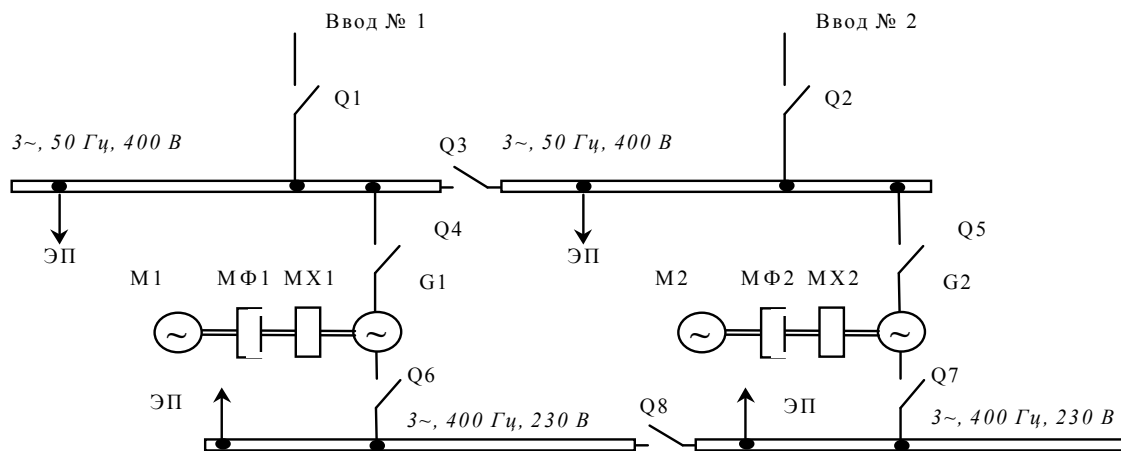 Ввод № 1
Ввод № 2
Q1
Q2
3~, 50 Гц, 400 В
Q3
3~, 50 Гц, 400 В
ЭП
Q4
ЭП
Q5
М1
МФ1
МХ1
G1
М2
МФ2
МХ2
G2
~
~
~
~
ЭП
Q6
ЭП
Q7
3~, 400 Гц, 230 В
Q8
3~, 400 Гц, 230 В